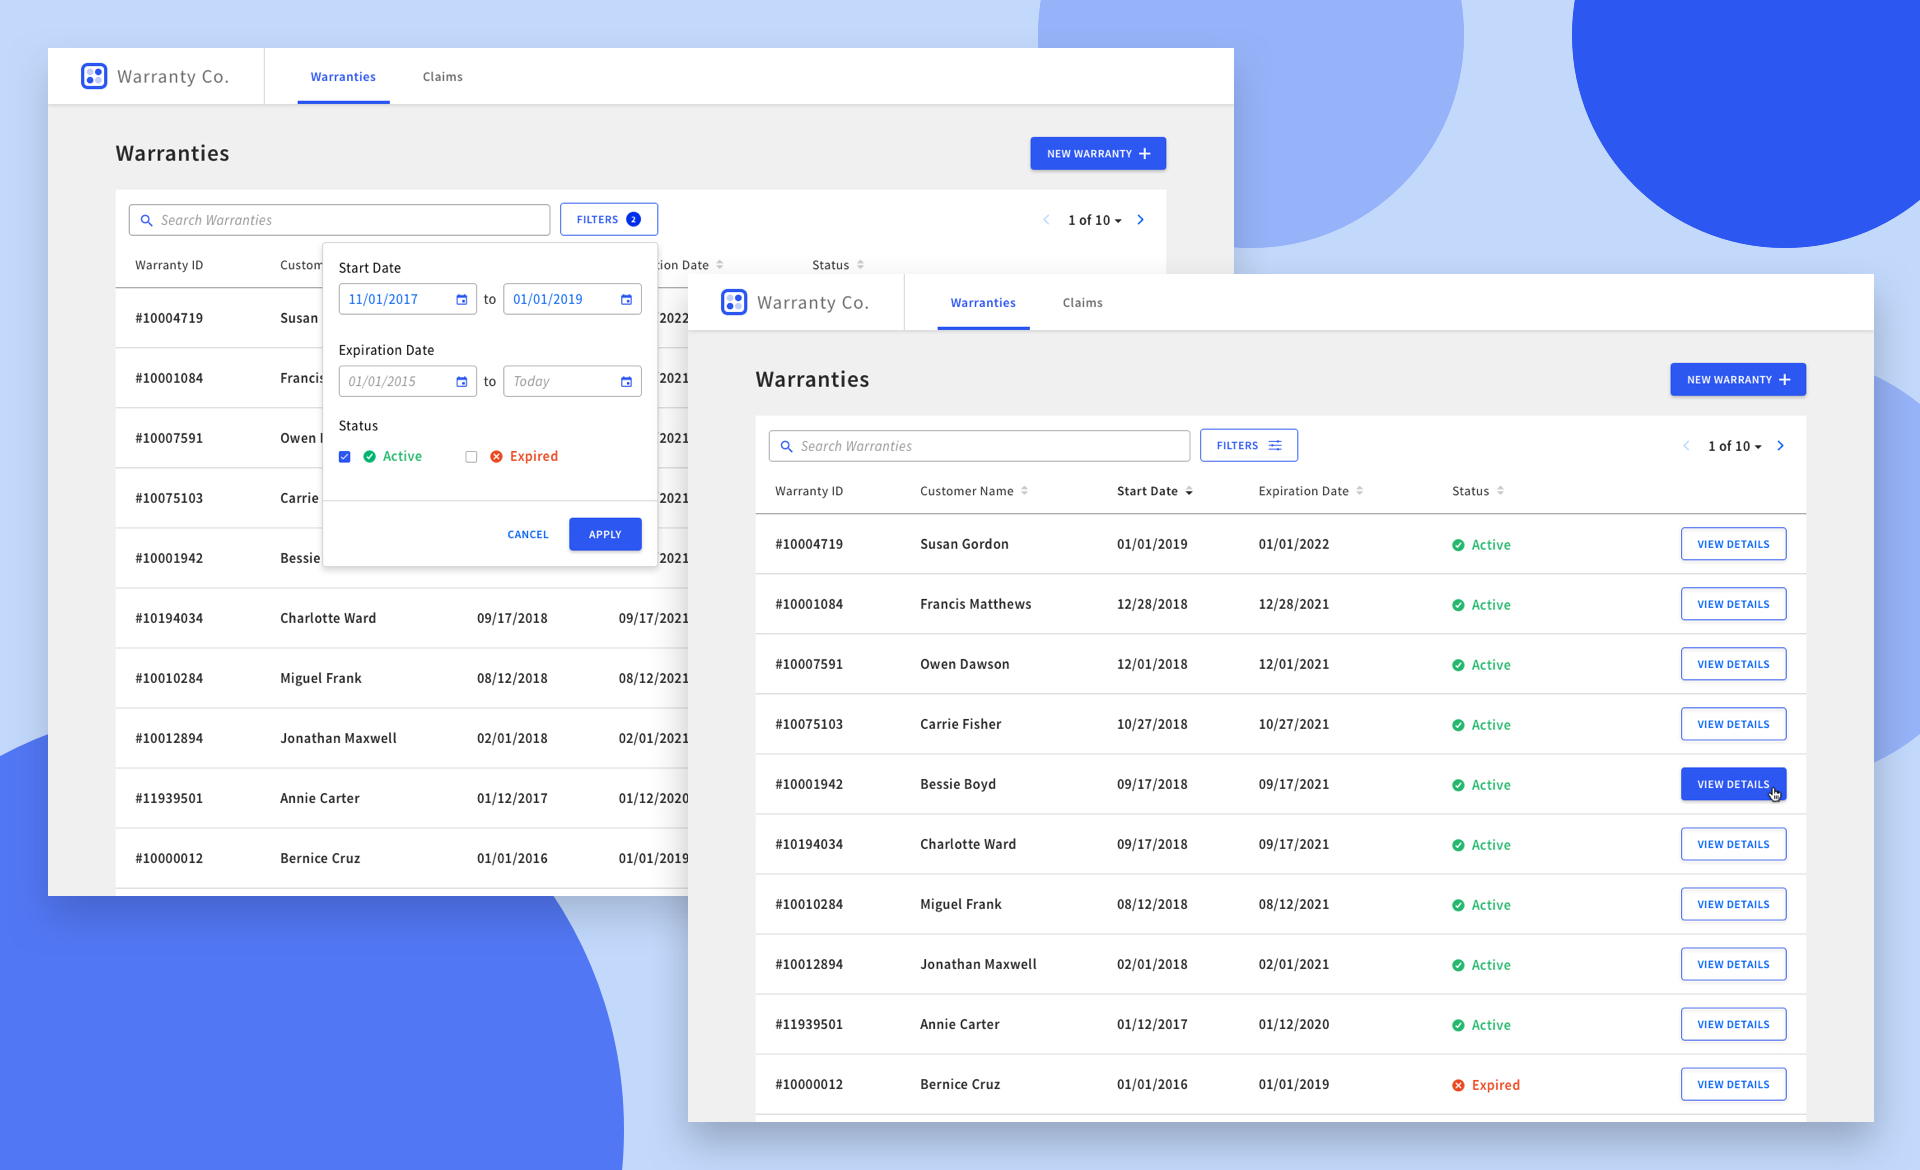 Warranty Co.
Warranties
Claims
Warranties
NEW WARRANTY
Search Warranties
FILTERS 2
1 of 10
Warranty ID Custom ion Date Status
Start Date
11/01/2017 to 01/01/2019
Expiration Date
01/01/2015 to Today
Status
Active Expired
CANCEL APPLY
#10004719 Susan 2022
#10001084 Francis 2021
#10007591 Owen 2021
#10075103 Carrie 2021
#10001942 Bessie 2021
#10194034 Charlotte Ward 09/17/2018 09/17/2021
#10010284 Miguel Frank 08/12/2018 08/12/2021
#10012894 Jonathan Maxwell 02/01/2018 02/01/2021
#11939501 Annie Carter 01/12/2017 01/12/2020
#10000012 Bernice Cruz 01/01/2016 01/01/2019
Warranty Co.
Warranties
Claims
Warranties
NEW WARRANTY
Search Warranties
FILTERS
1 of 10
Warranty ID Customer Name Start Date Expiration Date Status
#10004719 Susan Gordon 01/01/2019 01/01/2022 Active VIEW DETAILS
#10001084 Francis Matthews 12/28/2018 12/28/2021 Active VIEW DETAILS
#10007591 Owen Dawson 12/01/2018 12/01/2021 Active VIEW DETAILS
#10075103 Carrie Fisher 10/27/2018 10/27/2021 Active VIEW DETAILS
#10001942 Bessie Boyd 09/17/2018 09/17/2021 Active VIEW DETAILS
#10194034 Charlotte Ward 09/17/2018 09/17/2021 Active VIEW DETAILS
#10010284 Miguel Frank 08/12/2018 08/12/2021 Active VIEW DETAILS
#10012894 Jonathan Maxwell 02/01/2018 02/01/2021 Active VIEW DETAILS
#11939501 Annie Carter 01/12/2017 01/12/2020 Active VIEW DETAILS
#10000012 Bernice Cruz 01/01/2016 01/01/2019 Expired VIEW DETAILS